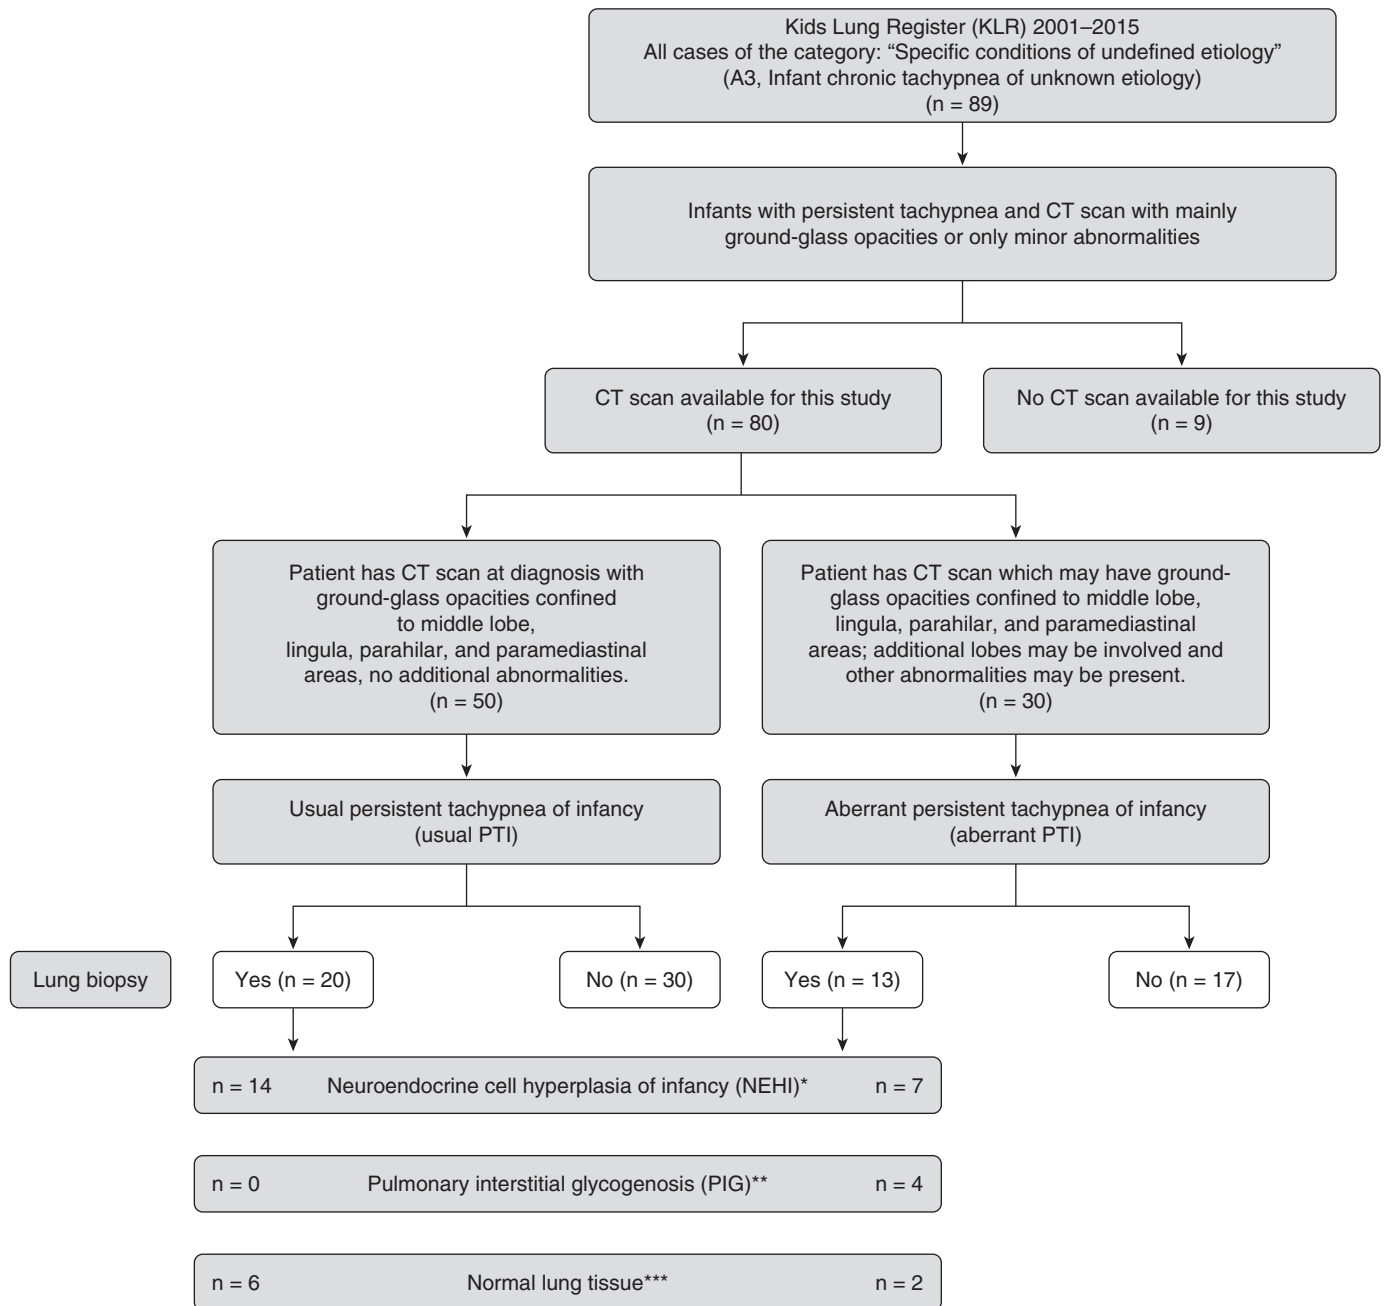 Kids Lung Register (KLR) 2001–2015
All cases of the category: “Specific conditions of undefined etiology”
(A3, Infant chronic tachypnea of unknown etiology)
(n = 89)
Infants with persistent tachypnea and CT scan with mainly
ground-glass opacities or only minor abnormalities
CT scan available for this study
(n = 80)
No CT scan available for this study
(n = 9)
Patient has CT scan at diagnosis with
ground-glass opacities confined
to middle lobe,
lingula, parahilar, and paramediastinal
areas, no additional abnormalities.
(n = 50)
Patient has CT scan which may have ground-
glass opacities confined to middle lobe,
lingula, parahilar, and paramediastinal
areas; additional lobes may be involved and
other abnormalities may be present.
(n = 30)
Usual persistent tachypnea of infancy
(usual PTI)
Aberrant persistent tachypnea of infancy
(aberrant PTI)
Lung biopsy
Yes (n = 20)
No (n = 30)
Yes (n = 13)
No (n = 17)
n = 14 Neuroendocrine cell hyperplasia of infancy (NEHI)* n = 7
n = 0 Pulmonary interstitial glycogenosis (PIG)** n = 4
n = 6 Normal lung tissue*** n = 2